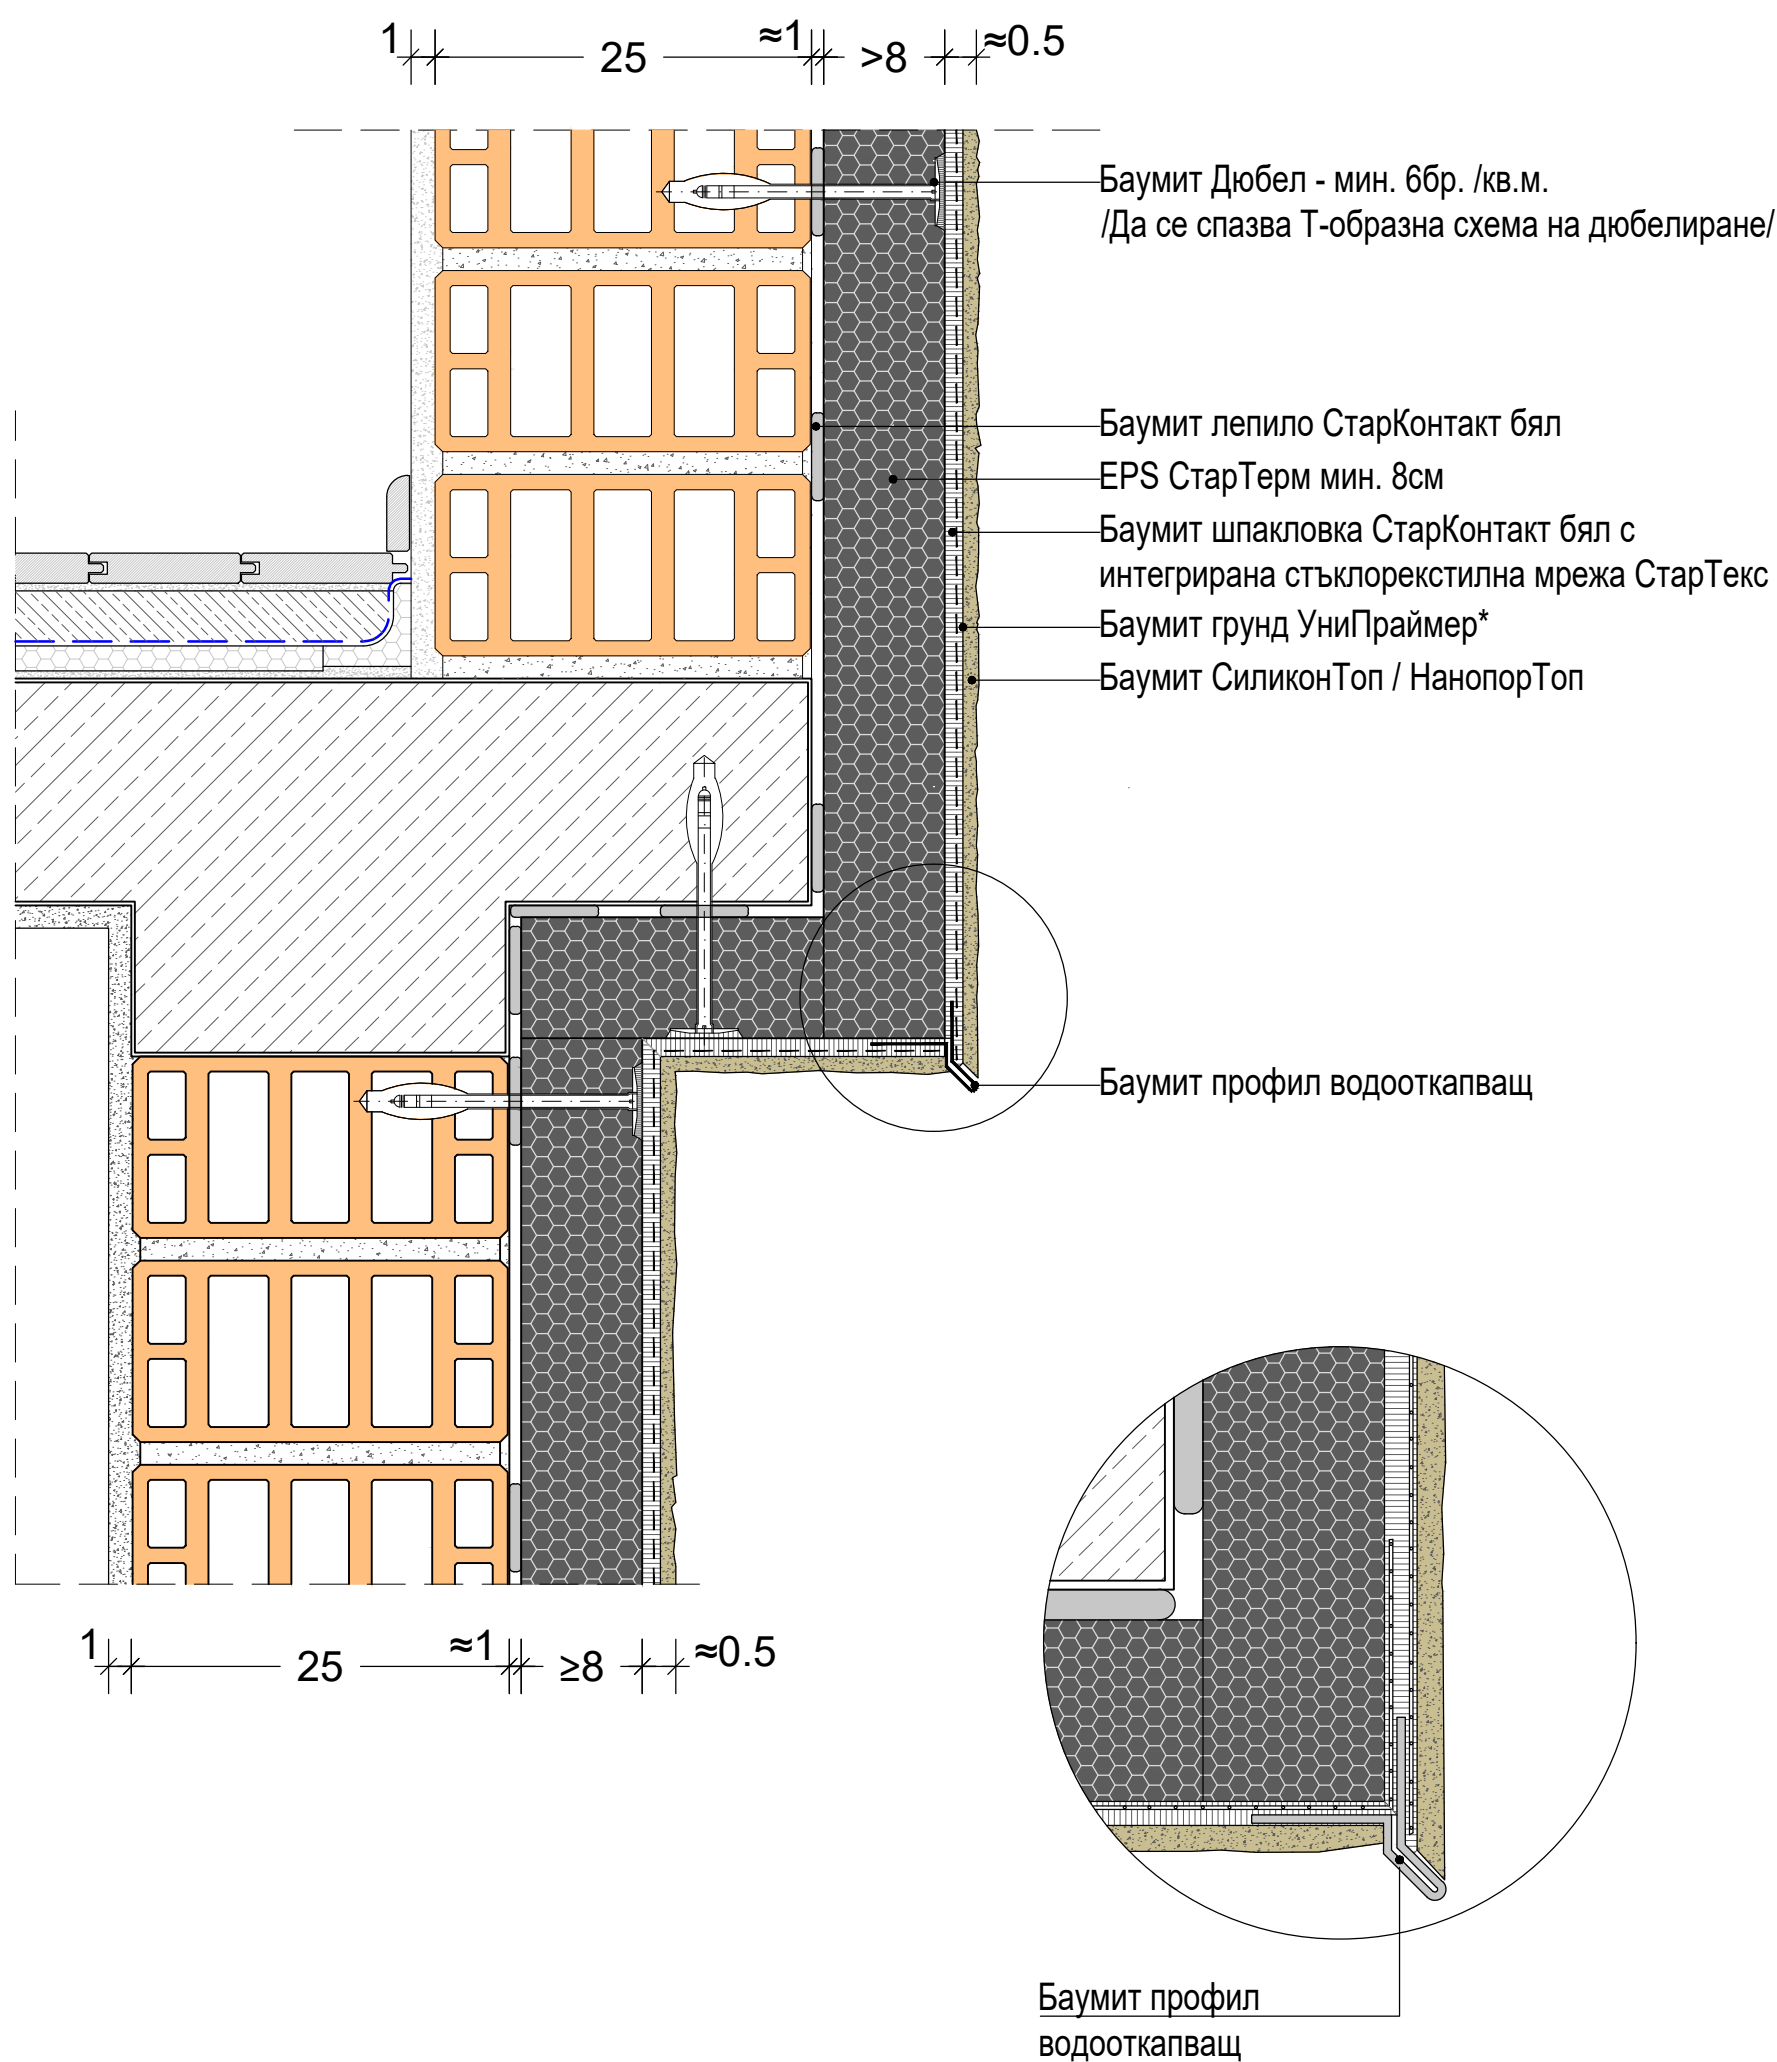 1 25 ≈1 >8 ≈0.5
Баумит Дюбел - мин. 6бр. /кв.м.
/Да се спазва Т-образна схема на дюбелиране/
Баумит лепило СтарКонтакт бял
EPS СтарТерм мин. 8см
Баумит шпакловка СтарКонтакт бял с
интегрирана стъклорекстилна мрежа СтарТекс
Баумит грунд УниПраймер*
Баумит СиликонТоп / НанопорТоп
Баумит профил водооткапващ
1 25 ≈1 ≥8 ≈0.5
Баумит профил
водооткапващ